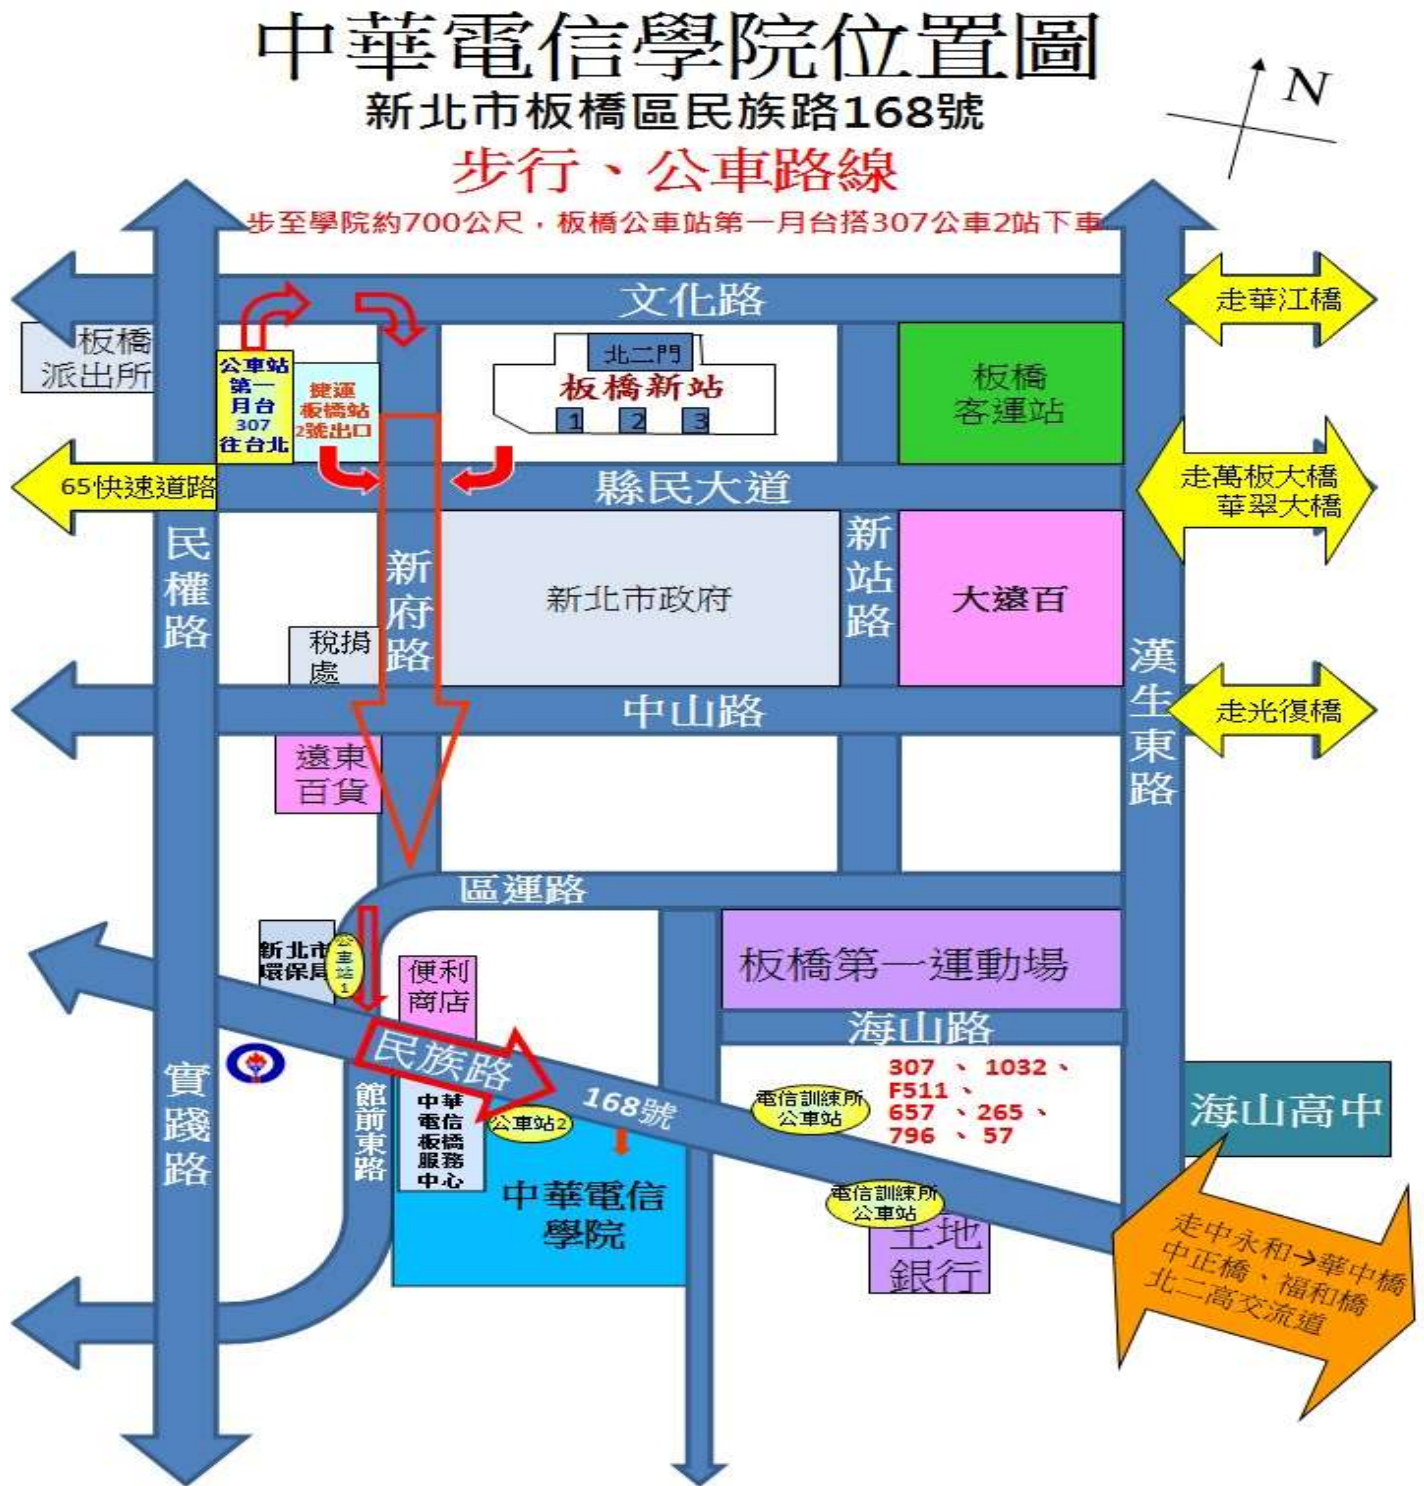 中華電信學院位置圖
新北市板橋區民族路168號
N
步行、公車路線
步至學院約700公尺，板橋公車站第一月台搭307公車2站下車
文化路
走華江橋
板橋
派出所
公車站
第一
月台
307
往台北
捷運
板橋站
2號出口
北二門
板橋新站
1 2 3
板橋
客運站
65快速道路
縣民大道
走萬板大橋
華翠大橋
民權路
新府路
新北市政府
新站路
大遠百
稅捐
處
漢生東路
中山路
走光復橋
遠東
百貨
區運路
新北市
環保局
公車站1
便利
商店
板橋第一運動場
海山路
民族路
168號
307 、 1032 、
F511 、
657 、265 、
796 、 57
電信訓練所
公車站
海山高中
實踐路
館前東路
中華
電信
板橋
服務
中心
公車站2
中華電信
學院
電信訓練所
公車站
土地
銀行
走中永和→華中橋
中正橋、福和橋
北二高交流道